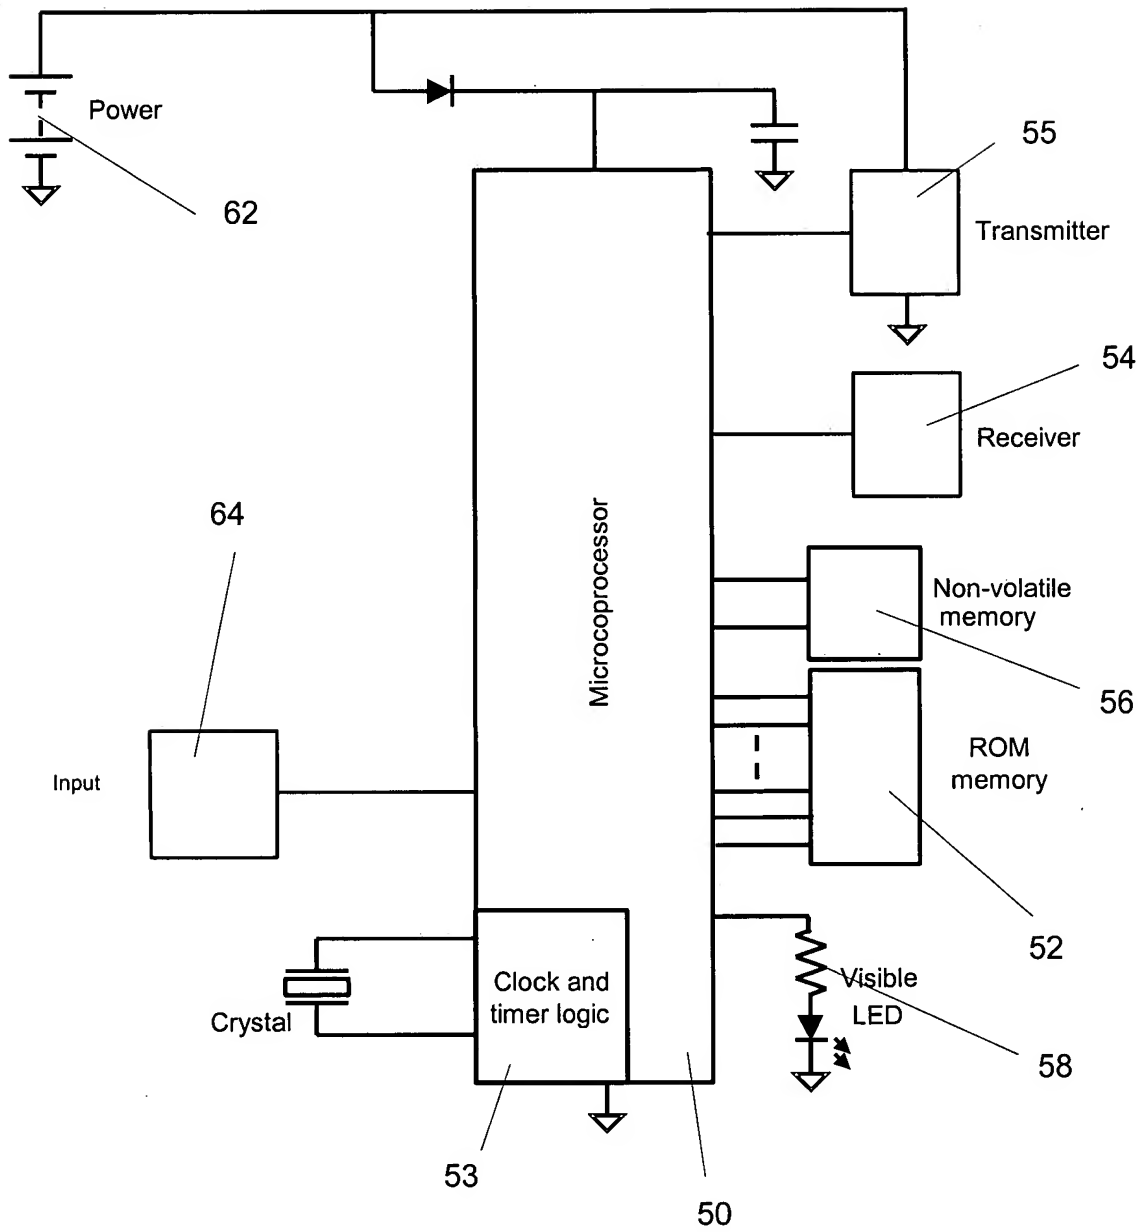 Power
62
55
Transmitter
54
Receiver
64
Microcoprocessor
Non-volatile
memory
56
Input
ROM
memory
52
Clock and
timer logic
Crystal
Visible
LED
58
53
50